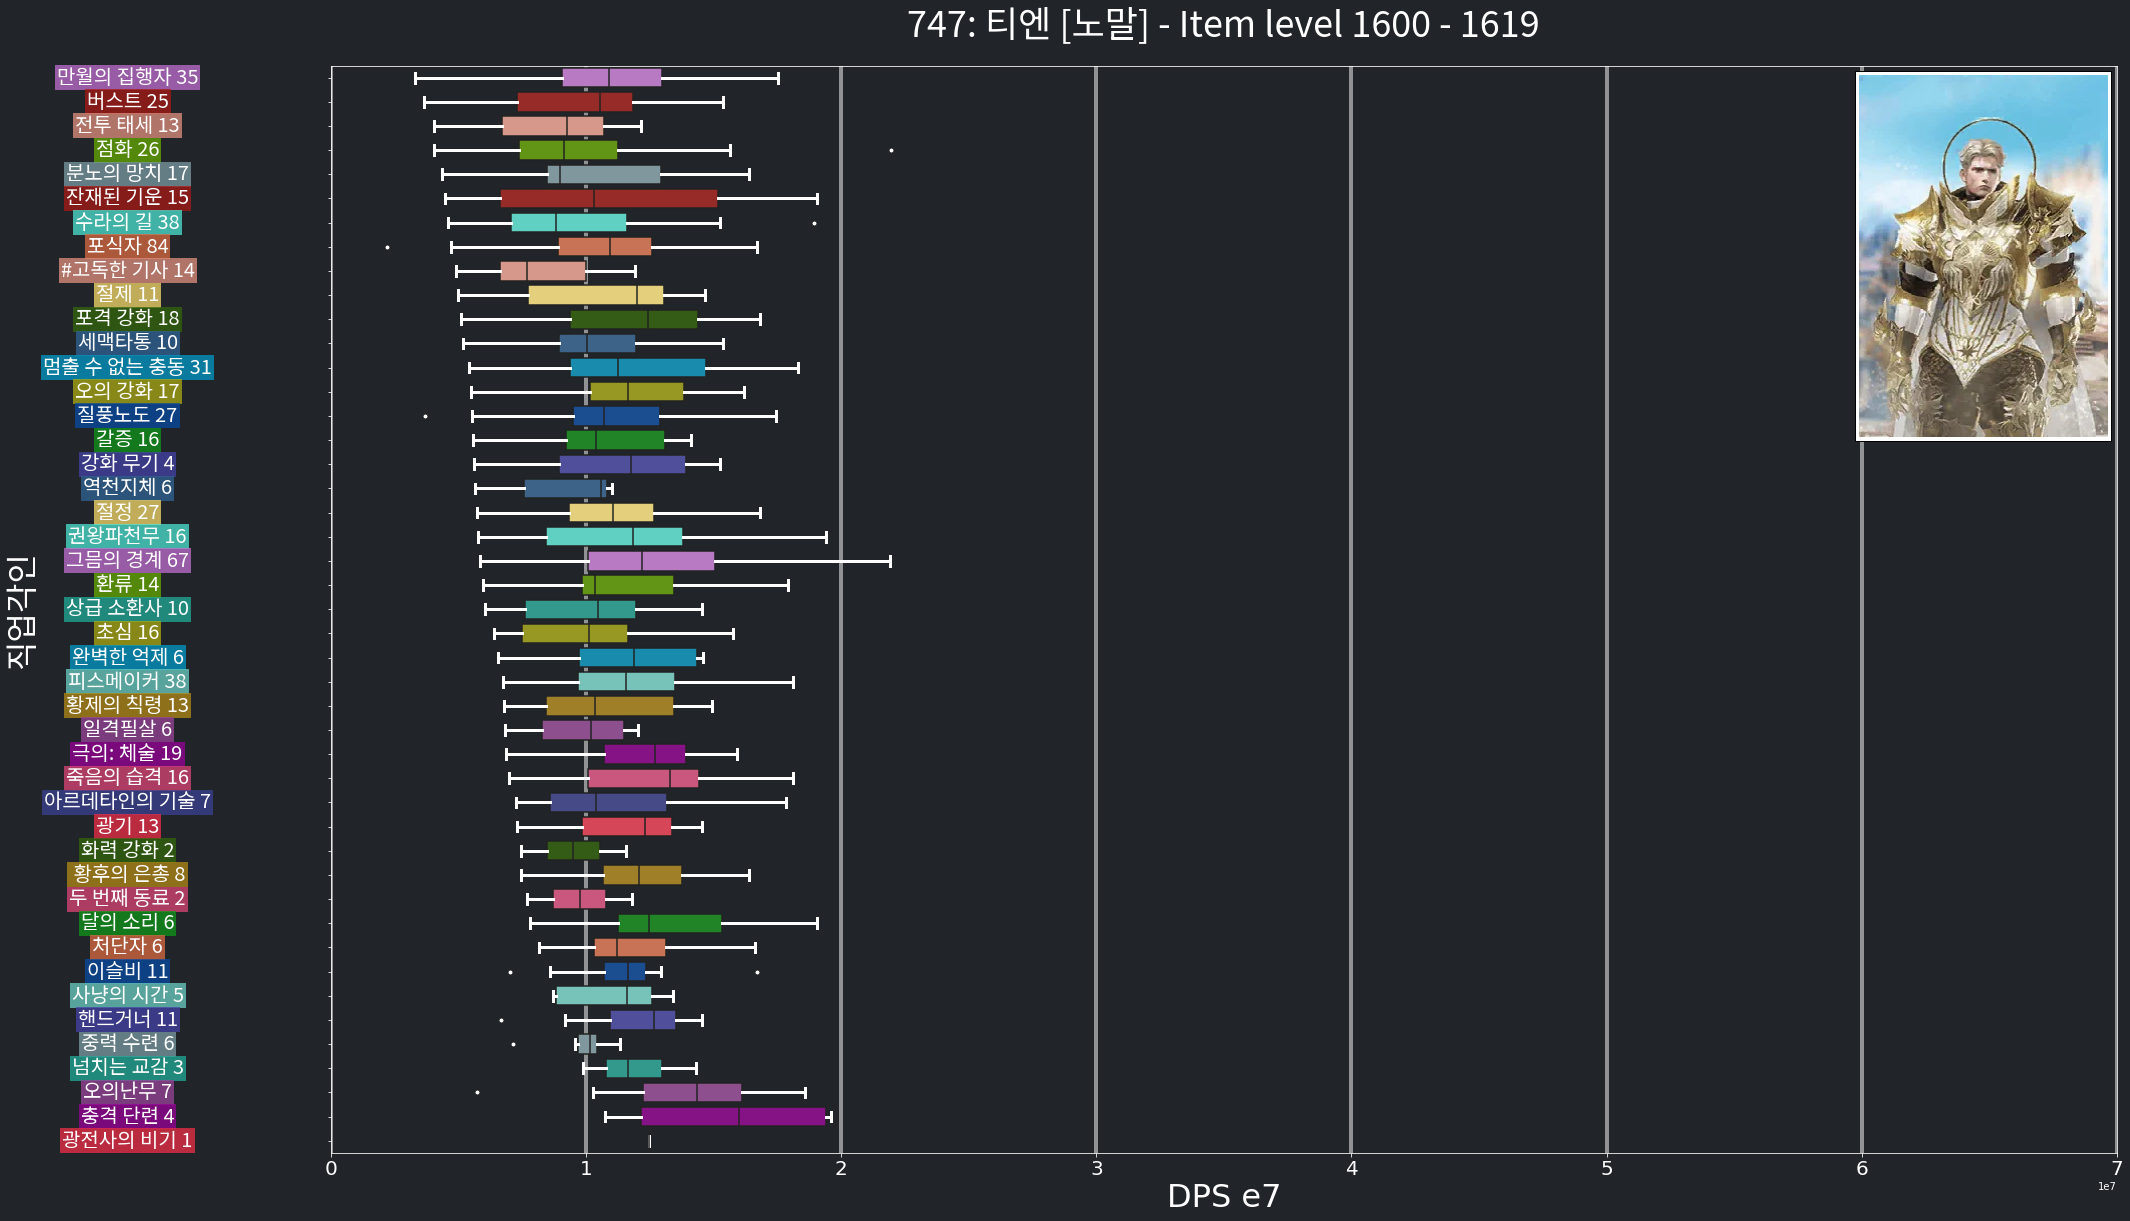 747: 티엔 [노말] - Item level 1600 - 1619
직업각인
만월의 집행자 35
버스트 25
전투 태세 13
점화 26
분노의 망치 17
잔재된 기운 15
수라의 길 38
포식자 84
#고독한 기사 14
절제 11
포격 강화 18
세맥타통 10
멈출 수 없는 충동 31
오의 강화 17
질풍노도 27
갈증 16
강화 무기 4
역천지체 6
절정 27
권왕파천무 16
그믐의 경계 67
환류 14
상급 소환사 10
초심 16
완벽한 억제 6
피스메이커 38
황제의 칙령 13
일격필살 6
극의: 체술 19
죽음의 습격 16
아르데타인의 기술 7
광기 13
화력 강화 2
황후의 은총 8
두 번째 동료 2
달의 소리 6
처단자 6
이슬비 11
사냥의 시간 5
핸드거너 11
중력 수련 6
넘치는 교감 3
오의난무 7
충격 단련 4
광전사의 비기 1
0 1 2 3 4 5 6 7
1e7
DPS e7